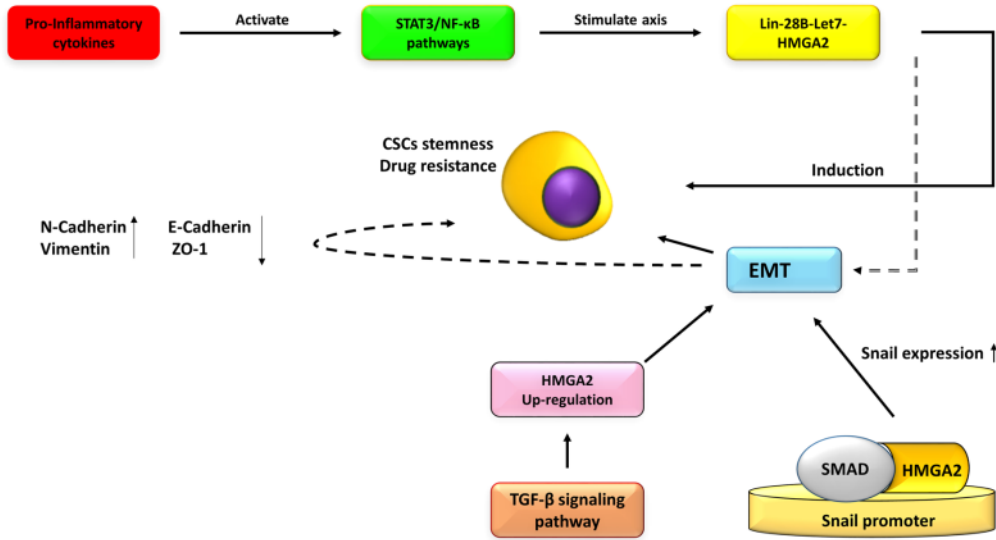 Pro-Inflammatory
cytokines
Activate
STAT3/NF-κB
pathways
Stimulate axis
Lin-28B-Let7-
HMGA2
CSCs stemness
Drug resistance
Induction
N-Cadherin
Vimentin
E-Cadherin
ZO-1
EMT
Snail expression
HMGA2
Up-regulation
SMAD
HMGA2
TGF-β signaling
pathway
Snail promoter